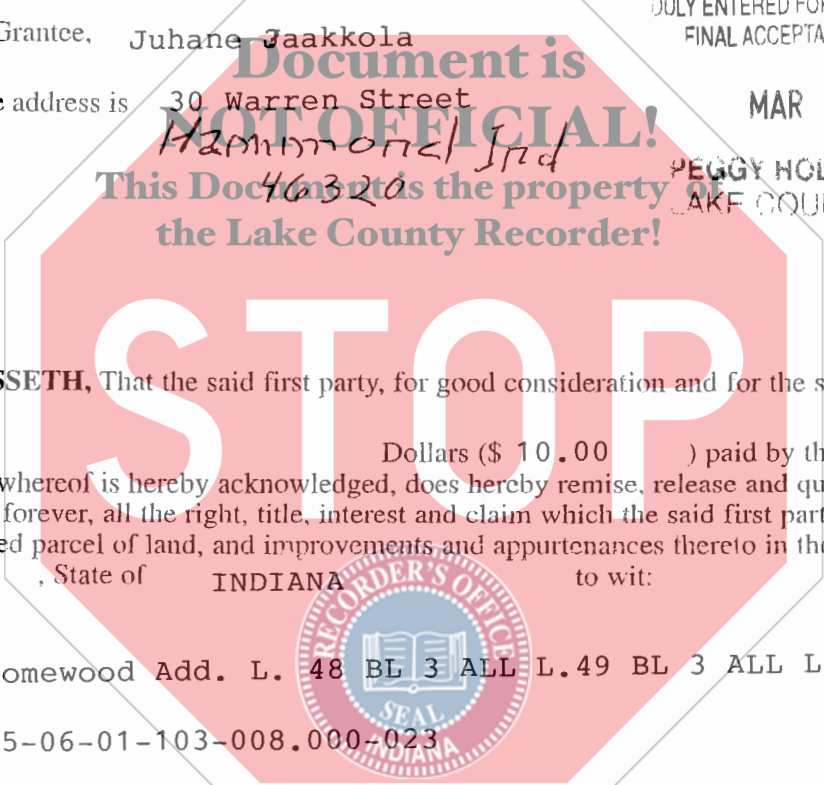 DULY ENTERED FOR
FINAL ACCEPTA
Grantee, Juhane Jaakkola
Document is
e address is 30 Warren Street
MAR
NOT OFFICIAL!
Hammond Ind
46320
PEGGY HOL
LAKE COU
This Document is the property of
the Lake County Recorder!
STOP
SSETH, That the said first party, for good consideration and for the s
Dollars ($ 10.00 ) paid by th
whereof is hereby acknowledged, does hereby remise, release and qu
forever, all the right, title, interest and claim which the said first part
ed parcel of land, and improvements and appurtenances thereto in the
, State of INDIANA to wit:
RECORDER'S OFFICE
omewood Add. L. 48 BL 3 ALL L.49 BL 3 ALL L
SEAL
INDIANA
5-06-01-103-008.000-023